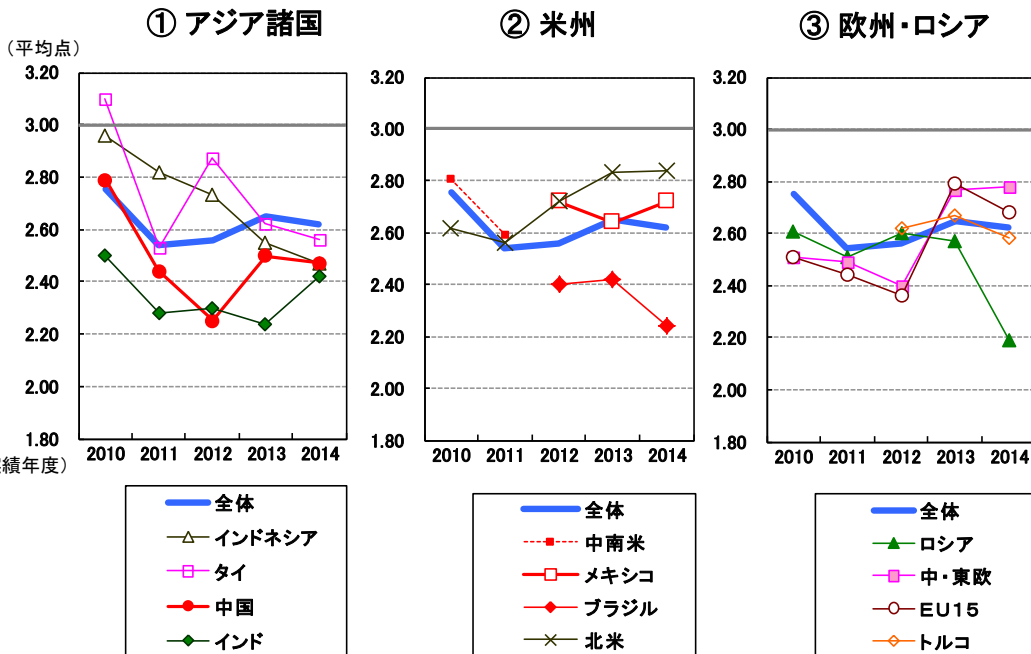 ① アジア諸国
② 米州
③ 欧州・ロシア
（平均点）
3.20
3.00
2.80
2.60
2.40
2.20
2.00
1.80
2010 2011 2012 2013 2014
績年度）
3.20
3.00
2.80
2.60
2.40
2.20
2.00
1.80
2010 2011 2012 2013 2014
3.20
3.00
2.80
2.60
2.40
2.20
2.00
1.80
2010 2011 2012 2013 2014
全体
インドネシア
タイ
中国
インド
全体
中南米
メキシコ
ブラジル
北米
全体
ロシア
中・東欧
ＥＵ１５
トルコ